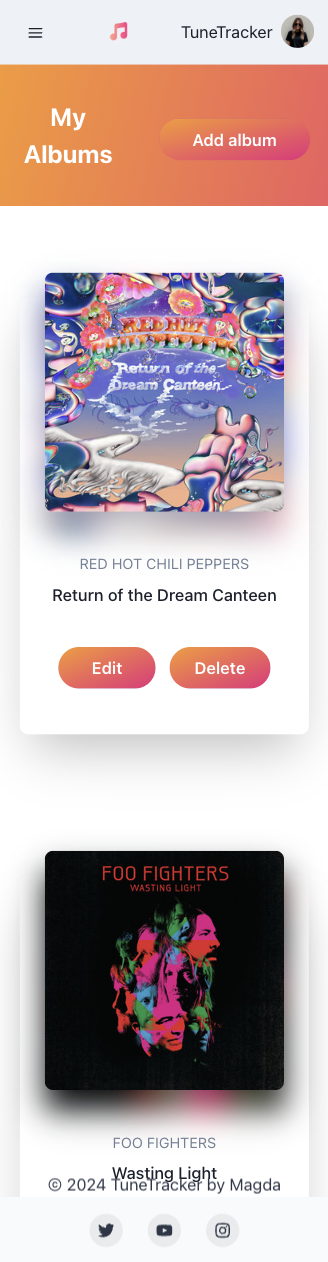 TuneTracker
My
Albums
Add album
RED HOT CHILI PEPPERS
Return of the
Dream Canteen
RED HOT CHILI PEPPERS
Return of the Dream Canteen
Edit
Delete
FOO FIGHTERS
WASTING LIGHT
FOO FIGHTERS
Wasting Light
© 2024 TuneTracker by Magda